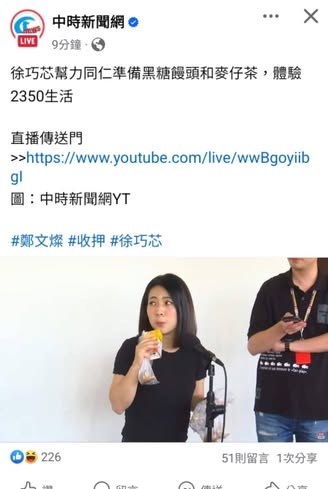 NEWS
LIVE
中時新聞網
9分鐘 ·
徐巧芯幫力同仁準備黑糖饅頭和麥仔茶，體驗
2350生活
直播傳送門
>>https://www.youtube.com/live/wwBgoyiib
gI
圖：中時新聞網YT
#鄭文燦 #收押 #徐巧芯
226
51則留言 1次分享
讚 留言 傳送 分享